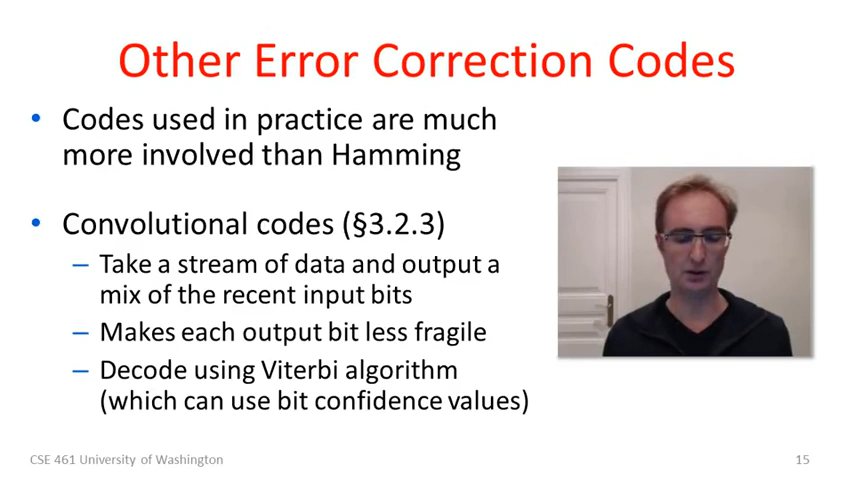 Other Error Correction Codes
• Codes used in practice are much
more involved than Hamming
• Convolutional codes (§3.2.3)
– Take a stream of data and output a
mix of the recent input bits
– Makes each output bit less fragile
– Decode using Viterbi algorithm
(which can use bit confidence values)
CSE 461 University of Washington
15